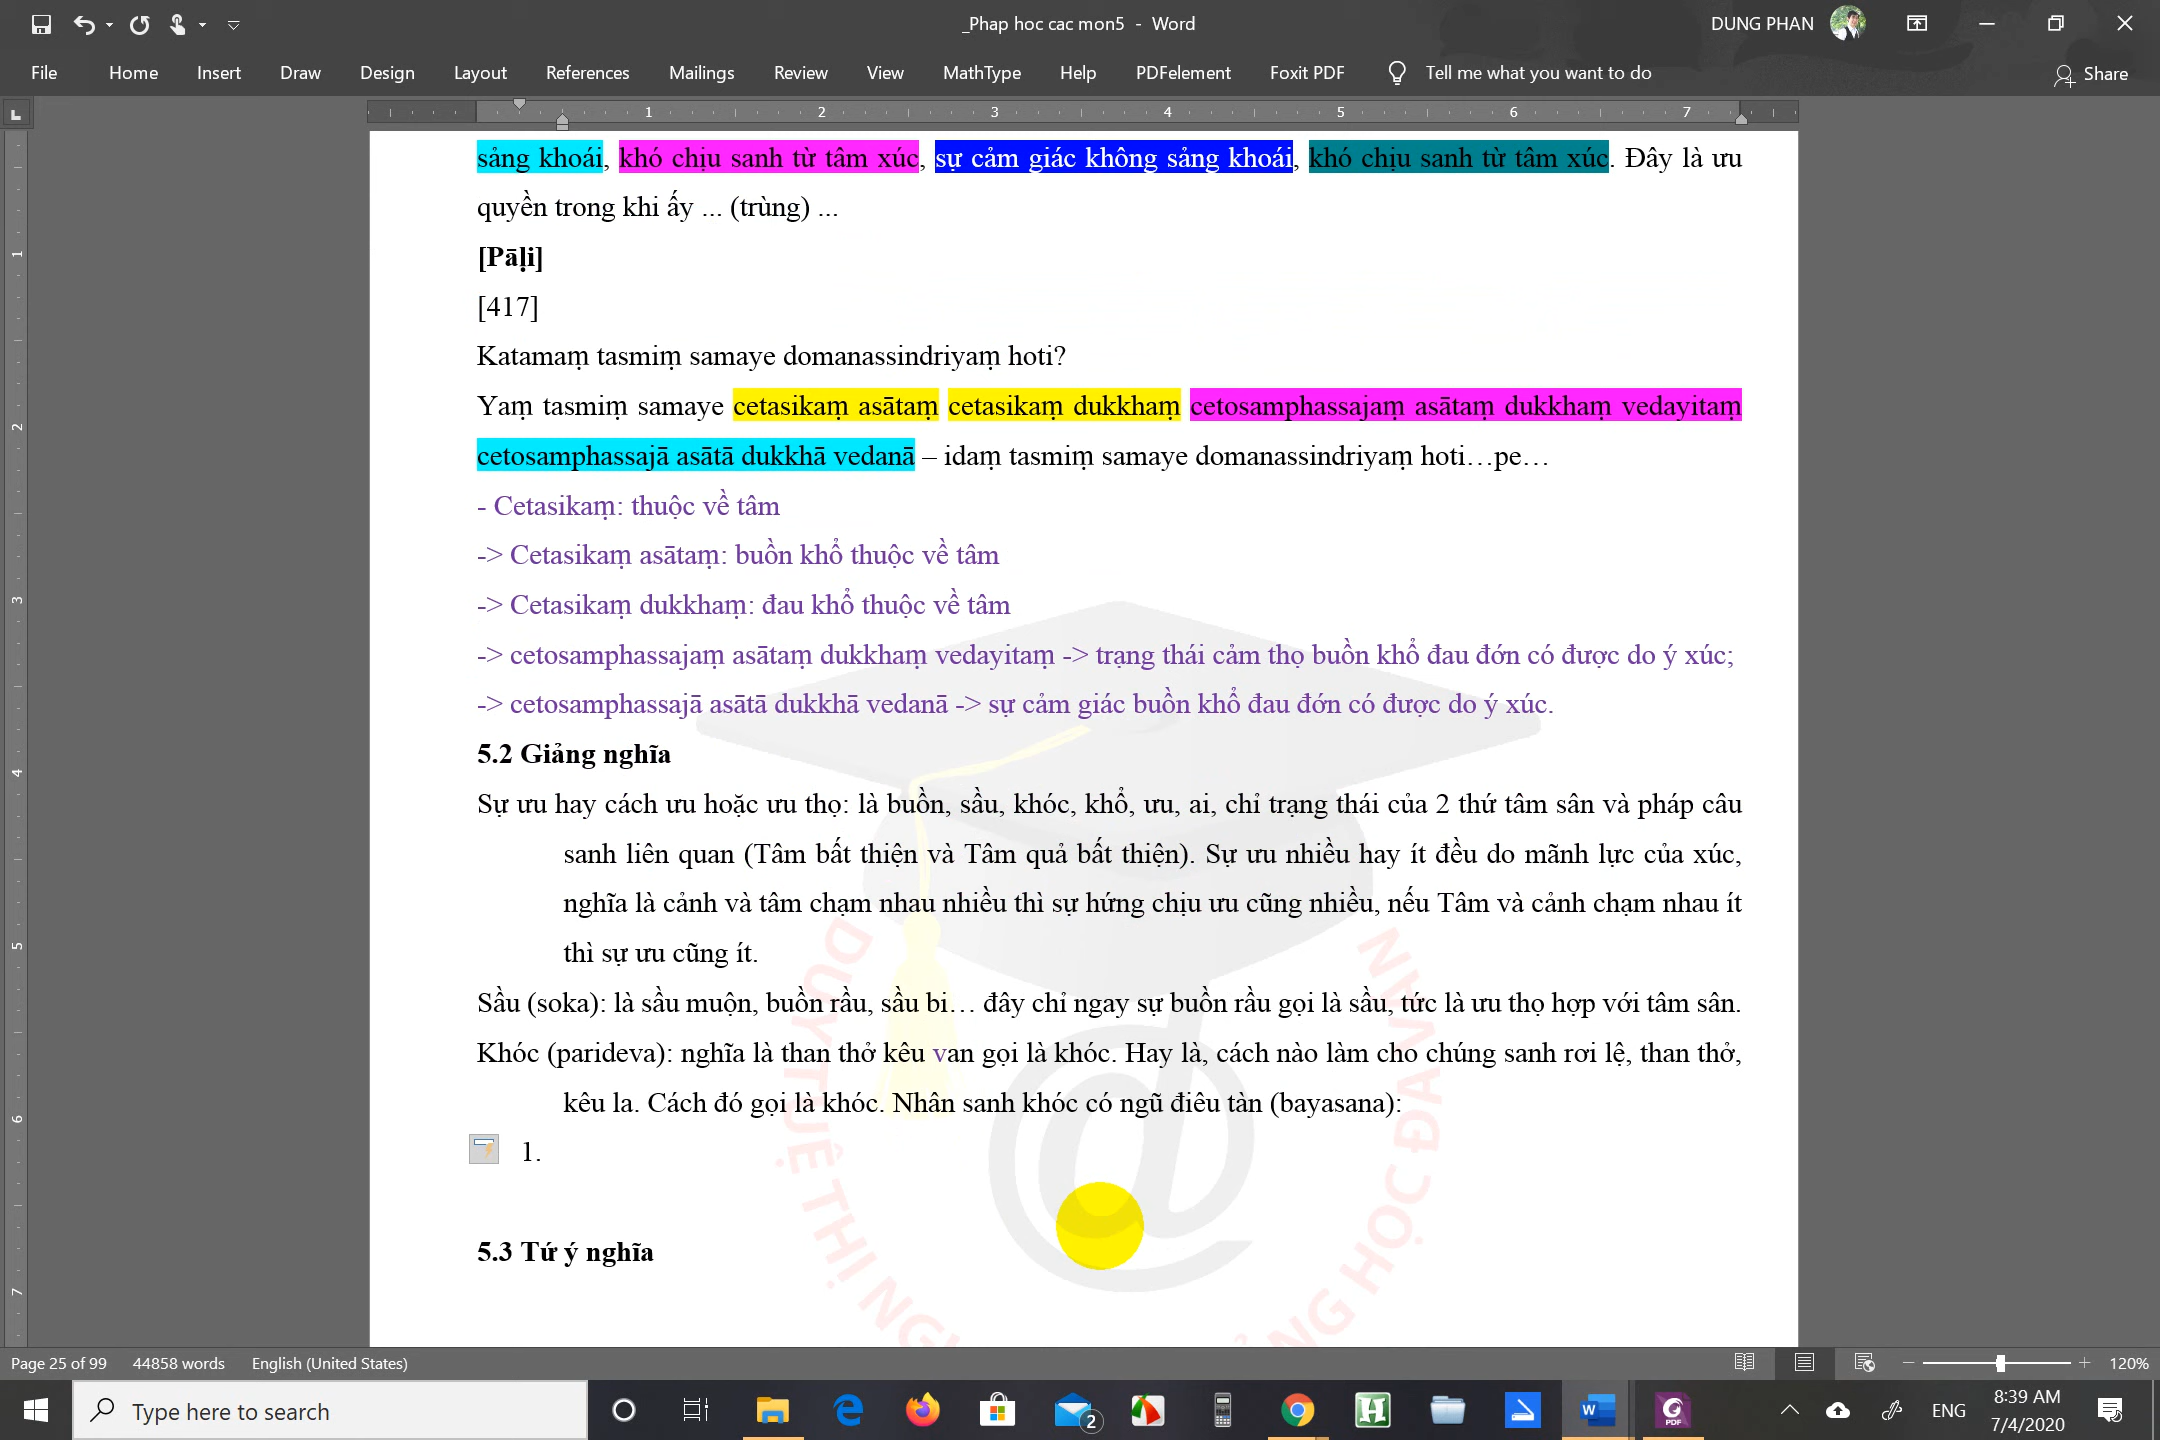 _Phap hoc cac mon5 - Word
DUNG PHAN
File Home Insert Draw Design Layout References Mailings Review View MathType Help PDFelement Foxit PDF Tell me what you want to do Share
1 2 3 4 5 6 7
sảng khoái, khó chịu sanh từ tâm xúc, sự cảm giác không sảng khoái, khó chịu sanh từ tâm xúc. Đây là ưu
quyền trong khi ấy ... (trùng) ...
[Pāḷi]
[417]
Katamaṃ tasmiṃ samaye domanassindriyaṃ hoti?
Yaṃ tasmiṃ samaye cetasikaṃ asātaṃ cetasikaṃ dukkhaṃ cetosamphassajaṃ asātaṃ dukkhaṃ vedayitaṃ
cetosamphassajā asātā dukkhā vedanā – idaṃ tasmiṃ samaye domanassindriyaṃ hoti…pe…
- Cetasikaṃ: thuộc về tâm
-> Cetasikaṃ asātaṃ: buồn khổ thuộc về tâm
-> Cetasikaṃ dukkhaṃ: đau khổ thuộc về tâm
-> cetosamphassajaṃ asātaṃ dukkhaṃ vedayitaṃ -> trạng thái cảm thọ buồn khổ đau đớn có được do ý xúc;
-> cetosamphassajā asātā dukkhā vedanā -> sự cảm giác buồn khổ đau đớn có được do ý xúc.
5.2 Giảng nghĩa
Sự ưu hay cách ưu hoặc ưu thọ: là buồn, sầu, khóc, khổ, ưu, ai, chỉ trạng thái của 2 thứ tâm sân và pháp câu
sanh liên quan (Tâm bất thiện và Tâm quả bất thiện). Sự ưu nhiều hay ít đều do mãnh lực của xúc,
nghĩa là cảnh và tâm chạm nhau nhiều thì sự hứng chịu ưu cũng nhiều, nếu Tâm và cảnh chạm nhau ít
thì sự ưu cũng ít.
Sầu (soka): là sầu muộn, buồn rầu, sầu bi… đây chỉ ngay sự buồn rầu gọi là sầu, tức là ưu thọ hợp với tâm sân.
Khóc (parideva): nghĩa là than thở kêu van gọi là khóc. Hay là, cách nào làm cho chúng sanh rơi lệ, than thở,
kêu la. Cách đó gọi là khóc. Nhân sanh khóc có ngũ điêu tàn (bayasana):
1.
5.3 Tứ ý nghĩa
1
2
3
4
5
6
7
Page 25 of 99 44858 words English (United States) 120%
Type here to search
2
PDF
ENG
8:39 AM
7/4/2020